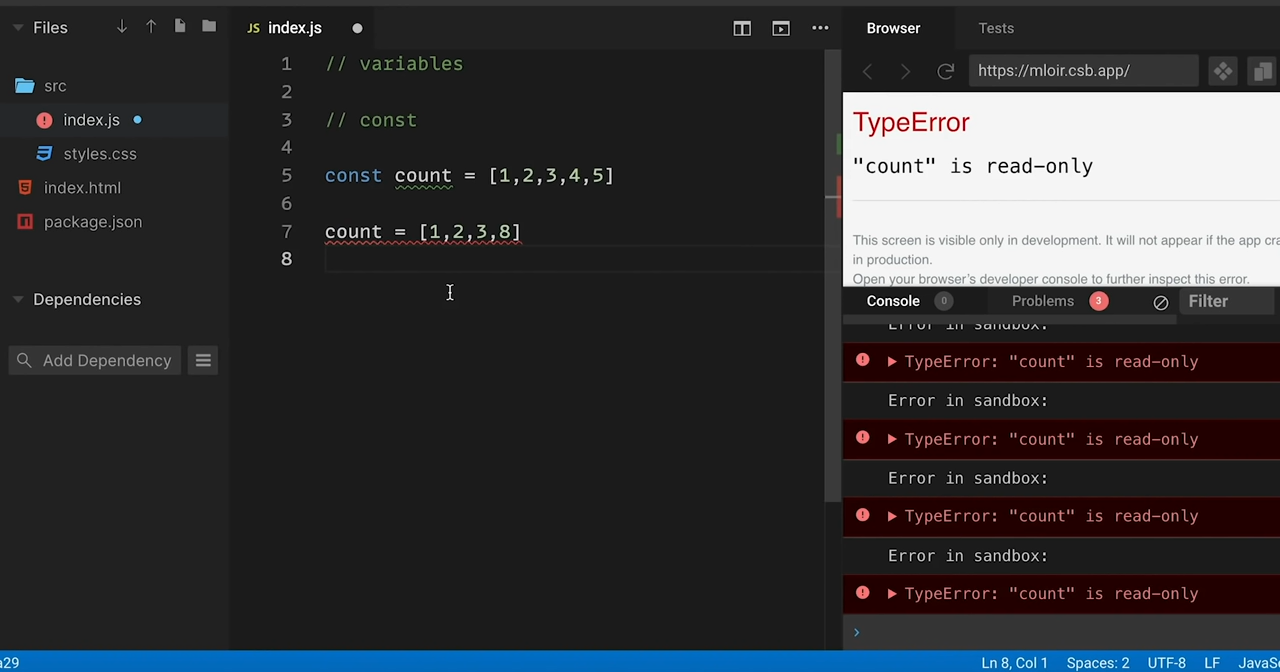 Files
JS index.js
Browser
Tests
src
index.js
styles.css
index.html
package.json
Dependencies
Add Dependency
1 // variables
2
3 // const
4
5 const count = [1,2,3,4,5]
6
7 count = [1,2,3,8]
8
https://mloir.csb.app/
TypeError
"count" is read-only
This screen is visible only in development. It will not appear if the app cra
in production.
Open your browser's developer console to further inspect this error.
Console 0 Problems 3 Filter
Error in sandbox:
TypeError: "count" is read-only
Error in sandbox:
TypeError: "count" is read-only
Error in sandbox:
TypeError: "count" is read-only
Error in sandbox:
TypeError: "count" is read-only
a29
Ln 8, Col 1 Spaces: 2 UTF-8 LF JavaSc